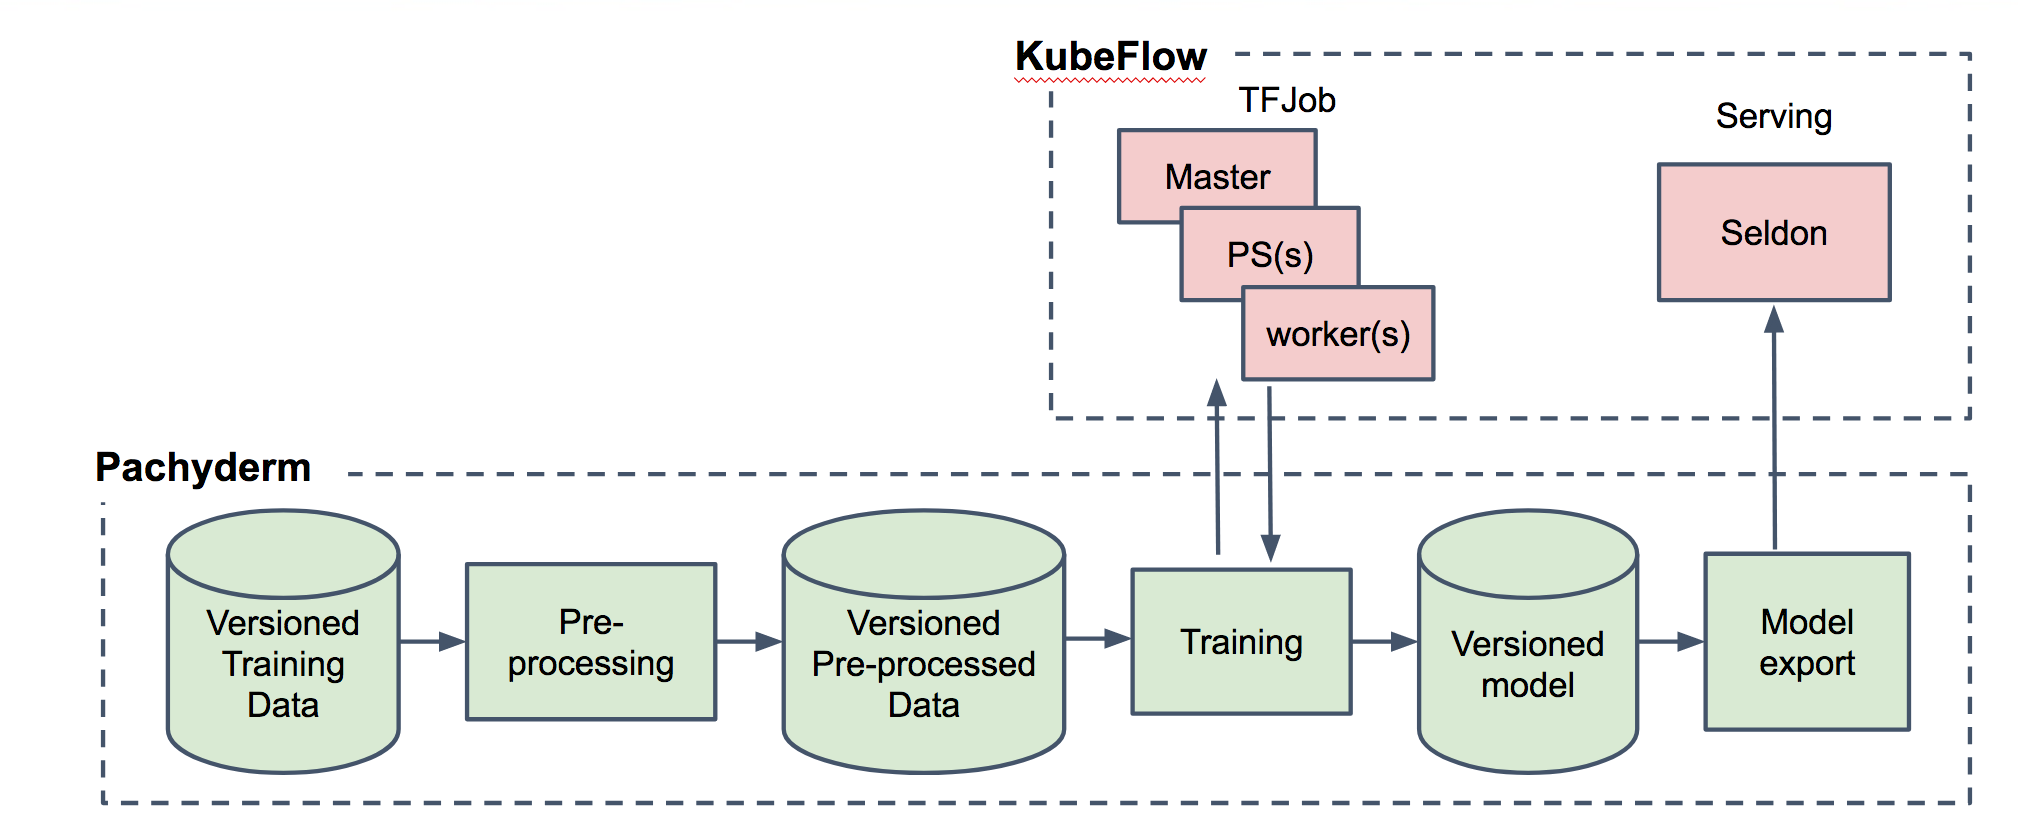 KubeFlow
TFJob
Serving
Master
PS(s)
worker(s)
Seldon
Pachyderm
Versioned
Training
Data
Pre-
processing
Versioned
Pre-processed
Data
Training
Versioned
model
Model
export